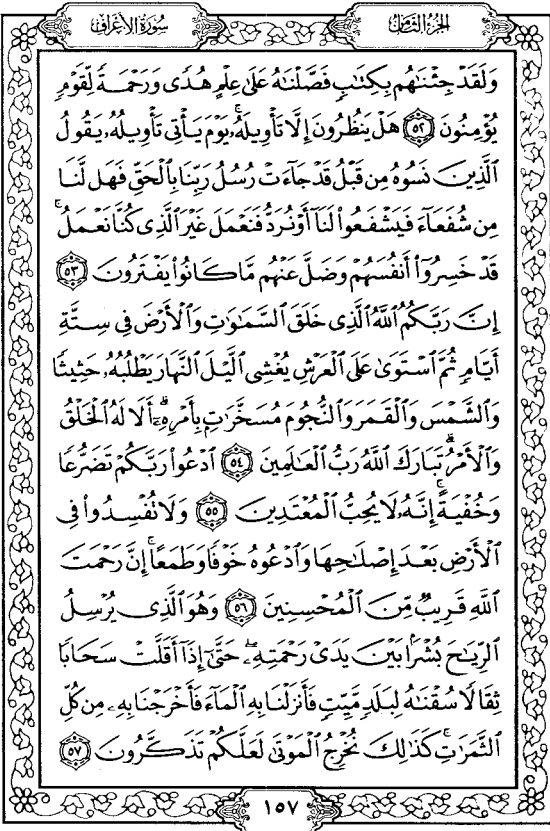 الجزء الثامن
سورة الأعراف
وَلَقَدْ جِئْنَٰهُم بِكِتَٰبٍ فَصَّلْنَٰهُ عَلَىٰ عِلْمٍ هُدًى وَرَحْمَةً لِّقَوْمٍ
يُؤْمِنُونَ ٥٢ هَلْ يَنظُرُونَ إِلَّا تَأْوِيلَهُۥ ۚ يَوْمَ يَأْتِى تَأْوِيلُهُۥ يَقُولُ
ٱلَّذِينَ نَسُوهُ مِن قَبْلُ قَدْ جَآءَتْ رُسُلُ رَبِّنَا بِٱلْحَقِّ فَهَل لَّنَا
مِن شُفَعَآءَ فَيَشْفَعُوا۟ لَنَآ أَوْ نُرَدُّ فَنَعْمَلَ غَيْرَ ٱلَّذِى كُنَّا نَعْمَلُ ۚ
قَدْ خَسِرُوٓا۟ أَنفُسَهُمْ وَضَلَّ عَنْهُم مَّا كَانُوا۟ يَفْتَرُونَ ٥٣
إِنَّ رَبَّكُمُ ٱللَّهُ ٱلَّذِى خَلَقَ ٱلسَّمَٰوَٰتِ وَٱلْأَرْضَ فِى سِتَّةِ
أَيَّامٍ ثُمَّ ٱسْتَوَىٰ عَلَى ٱلْعَرْشِ يُغْشِى ٱلَّيْلَ ٱلنَّهَارَ يَطْلُبُهُۥ حَثِيثًا
وَٱلشَّمْسَ وَٱلْقَمَرَ وَٱلنُّجُومَ مُسَخَّرَٰتٍۭ بِأَمْرِهِۦٓ ۗ أَلَا لَهُ ٱلْخَلْقُ
وَٱلْأَمْرُ ۗ تَبَارَكَ ٱللَّهُ رَبُّ ٱلْعَٰلَمِينَ ٥٤ ٱدْعُوا۟ رَبَّكُمْ تَضَرُّعًا
وَخُفْيَةً ۚ إِنَّهُۥ لَا يُحِبُّ ٱلْمُعْتَدِينَ ٥٥ وَلَا تُفْسِدُوا۟ فِى
ٱلْأَرْضِ بَعْدَ إِصْلَٰحِهَا وَٱدْعُوهُ خَوْفًا وَطَمَعًا ۚ إِنَّ رَحْمَتَ
ٱللَّهِ قَرِيبٌ مِّنَ ٱلْمُحْسِنِينَ ٥٦ وَهُوَ ٱلَّذِى يُرْسِلُ
ٱلرِّيَٰحَ بُشْرًۢا بَيْنَ يَدَىْ رَحْمَتِهِۦ ۖ حَتَّىٰٓ إِذَآ أَقَلَّتْ سَحَابًا
ثِقَالًا سُقْنَٰهُ لِبَلَدٍ مَّيِّتٍ فَأَنزَلْنَا بِهِ ٱلْمَآءَ فَأَخْرَجْنَا بِهِۦ مِن كُلِّ
ٱلثَّمَرَٰتِ ۚ كَذَٰلِكَ نُخْرِجُ ٱلْمَوْتَىٰ لَعَلَّكُمْ تَذَكَّرُونَ ٥٧
١٥٧